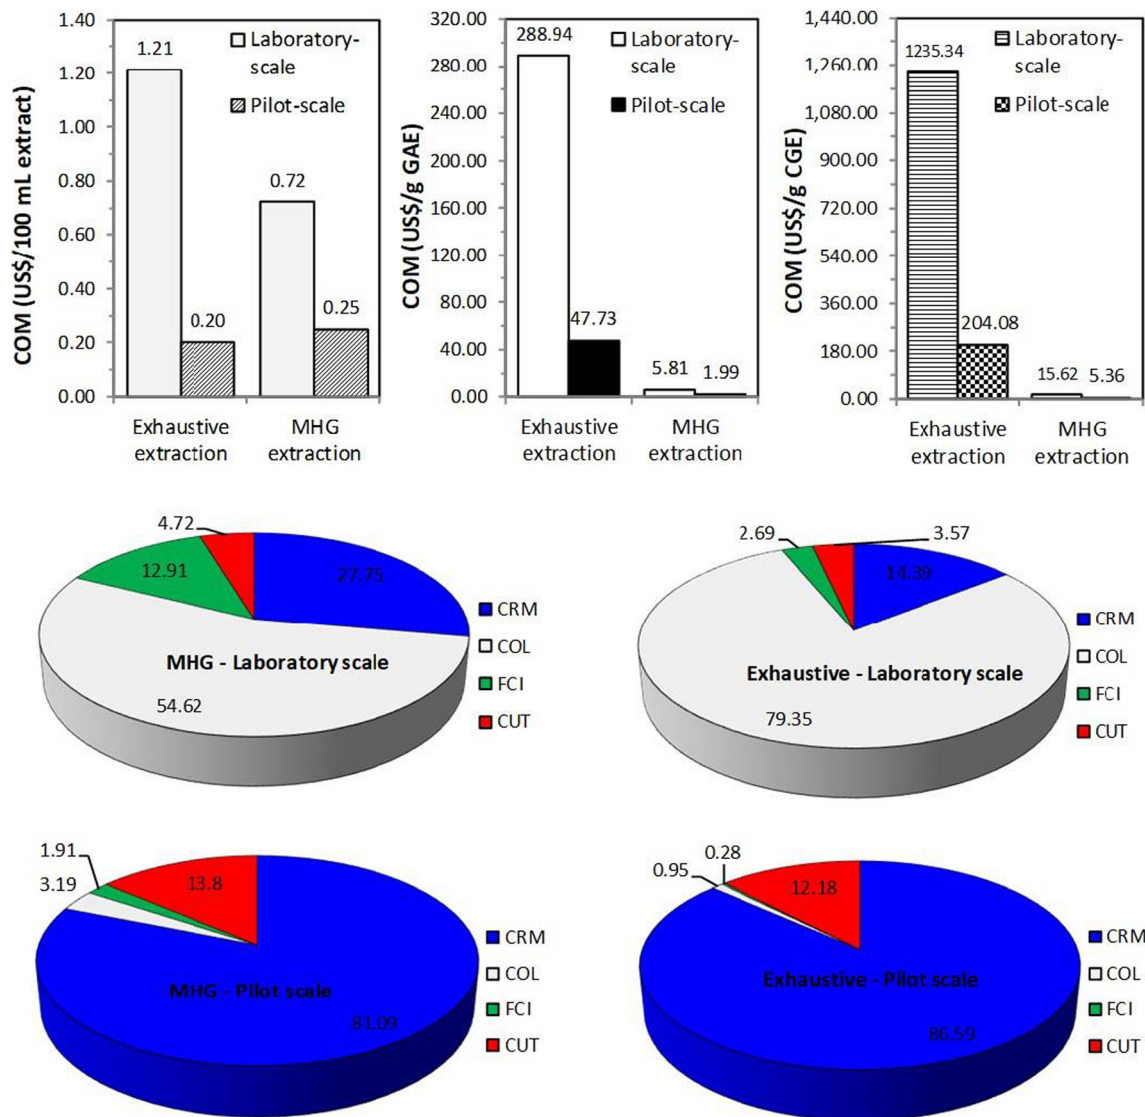 COM (US$/100 mL extract)
1.40
1.20
1.00
0.80
0.60
0.40
0.20
0.00
1.21
0.20
0.72
0.25
Laboratory-
scale
Pilot-scale
Exhaustive
extraction
MHG
extraction
COM (US$/g GAE)
320.00
280.00
240.00
200.00
160.00
120.00
80.00
40.00
0.00
288.94
47.73
5.81
1.99
Laboratory-
scale
Pilot-scale
Exhaustive
extraction
MHG
extraction
COM (US$/g CGE)
1,440.00
1,260.00
1,080.00
900.00
720.00
540.00
360.00
180.00
0.00
1235.34
204.08
15.62
5.36
Laboratory-
scale
Pilot-scale
Exhaustive
extraction
MHG
extraction
4.72
12.91
27.75
MHG - Laboratory scale
54.62
CRM
COL
FCI
CUT
2.69
3.57
14.39
Exhaustive - Laboratory scale
79.35
CRM
COL
FCI
CUT
1.91
3.19
13.8
MHG - Pilot scale
81.09
CRM
COL
FCI
CUT
0.28
0.95
12.18
Exhaustive - Pilot scale
86.59
CRM
COL
FCI
CUT